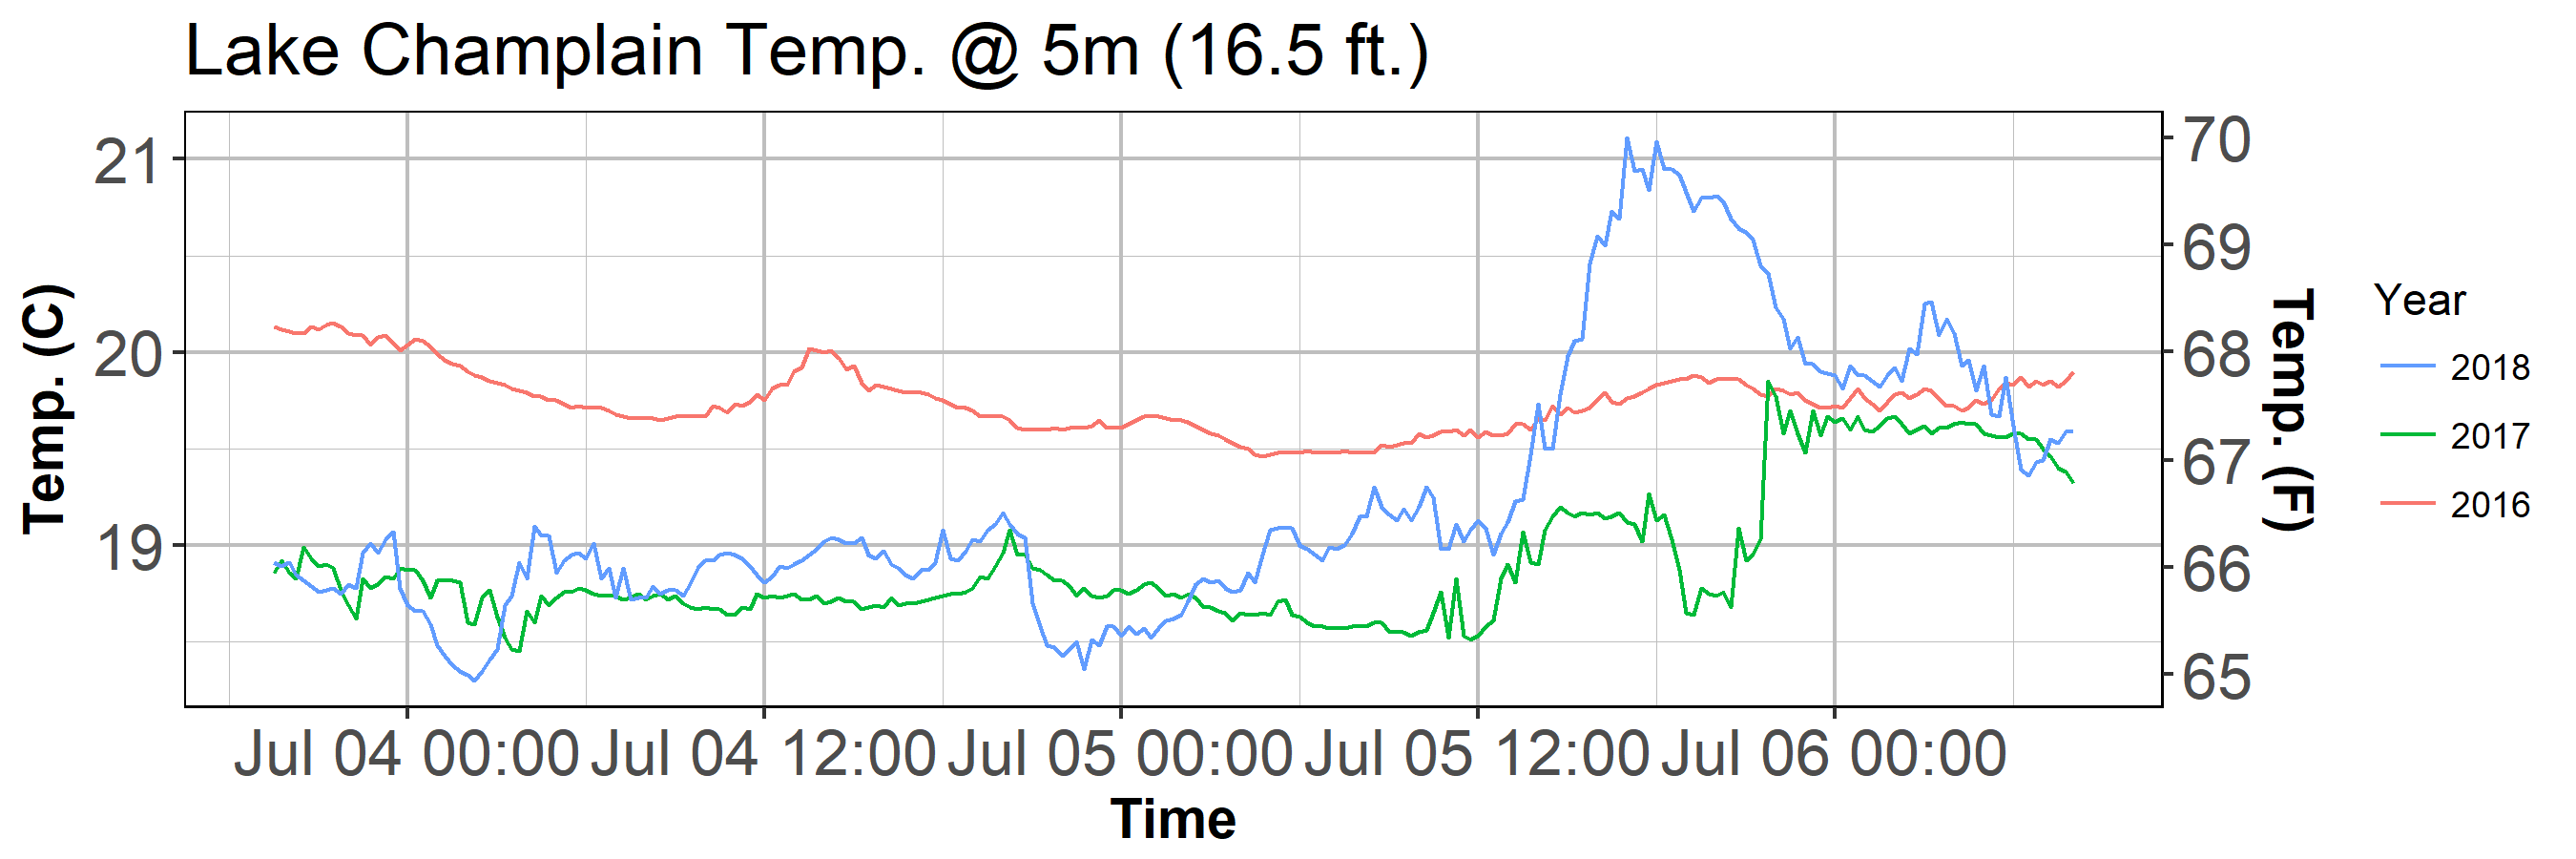 Lake Champlain Temp. @ 5m (16.5 ft.)
21
20
19
Temp. (C)
70
69
68
67
66
65
Temp. (F)
Jul 04 00:00 Jul 04 12:00 Jul 05 00:00 Jul 05 12:00 Jul 06 00:00
Time
Year
2018
2017
2016